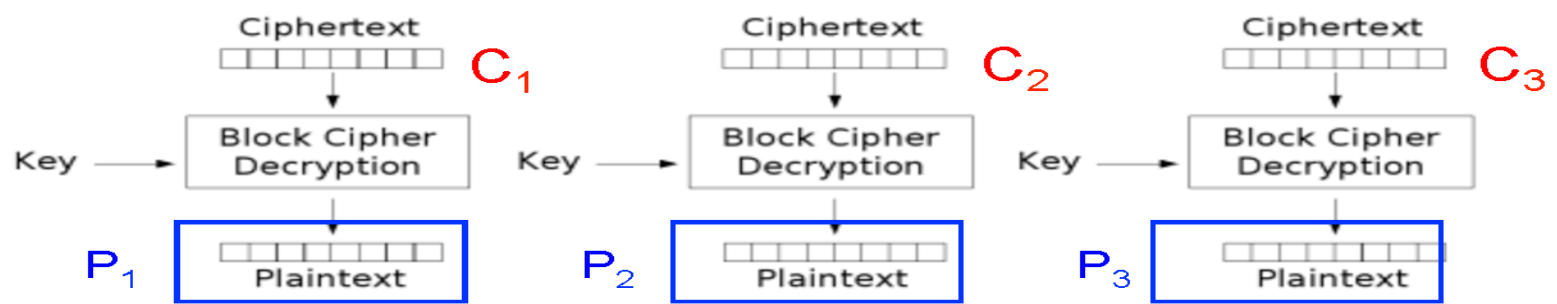 Ciphertext
C₁
Ciphertext
C₂
Ciphertext
C₃
Key
Block Cipher
Decryption
Key
Block Cipher
Decryption
Key
Block Cipher
Decryption
P₁
Plaintext
P₂
Plaintext
P₃
Plaintext